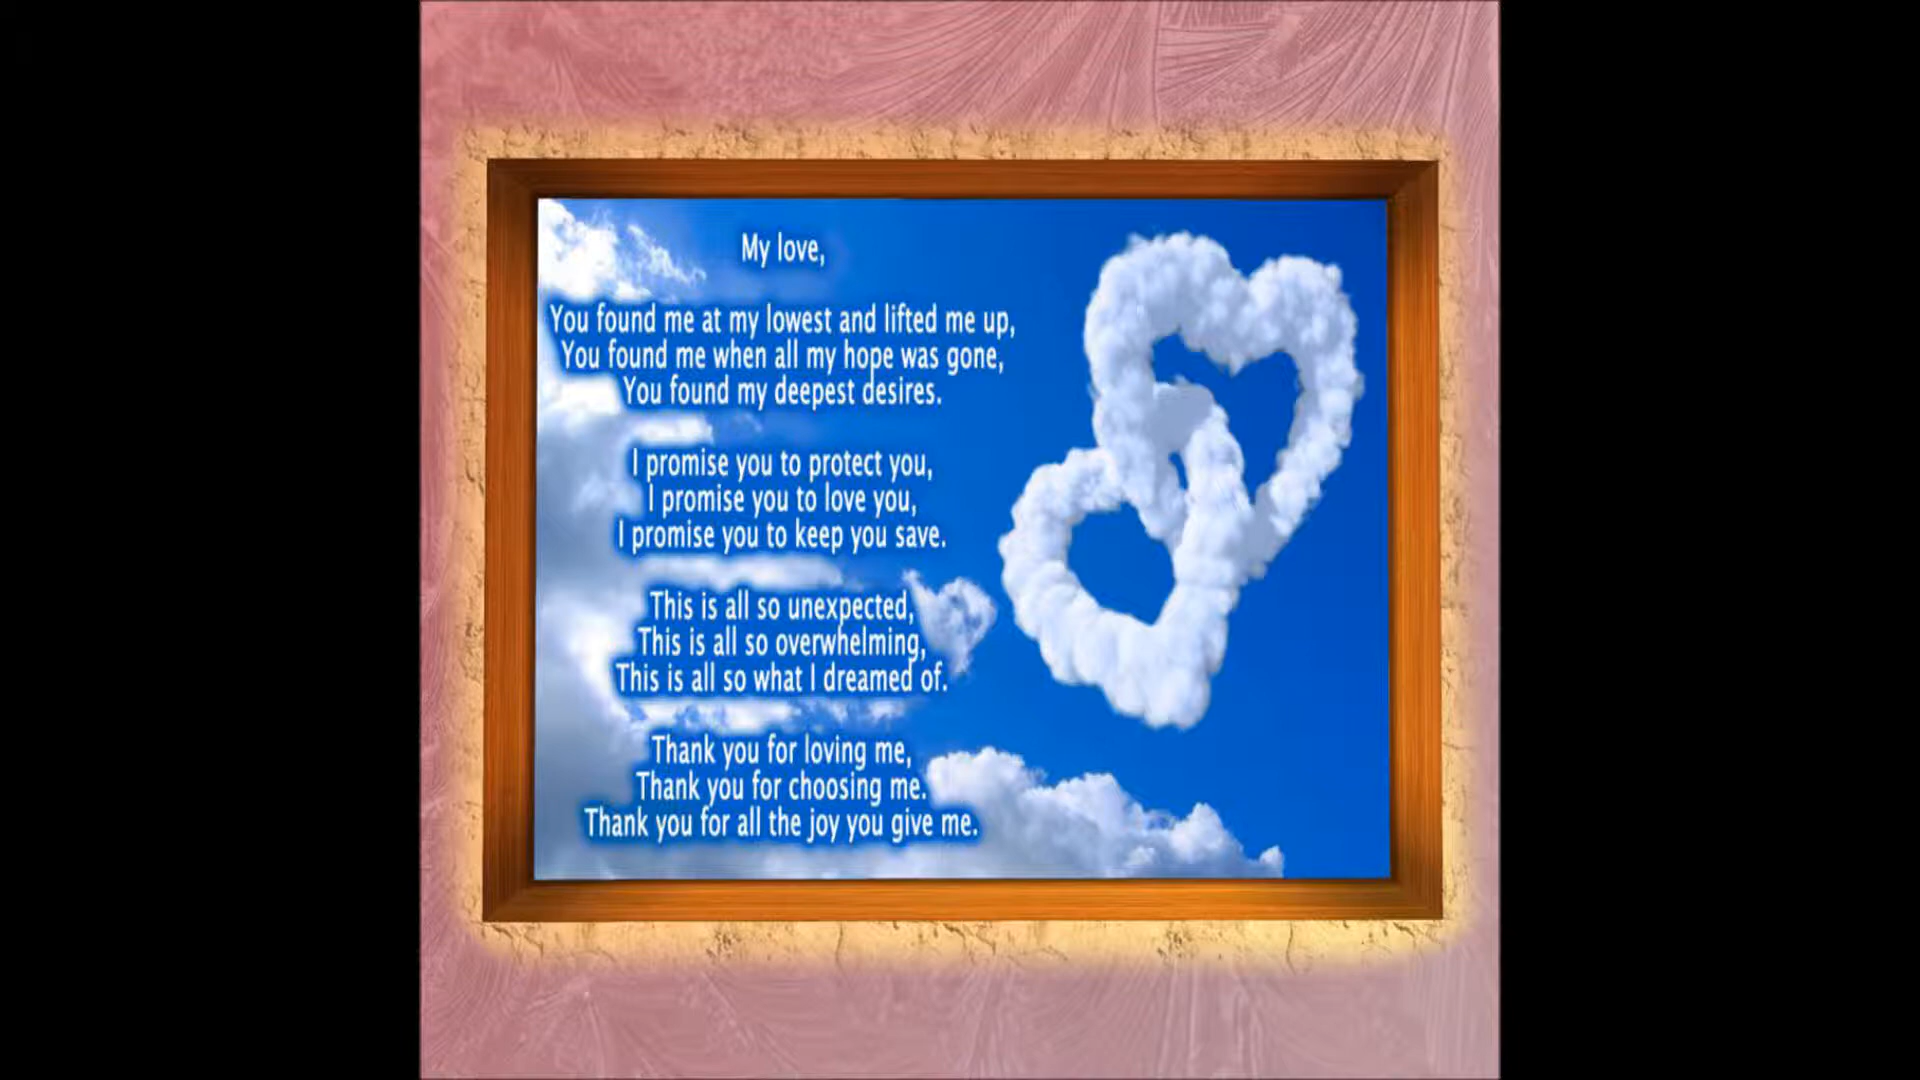 My love,
You found me at my lowest and lifted me up,
You found me when all my hope was gone,
You found my deepest desires.
I promise you to protect you,
I promise you to love you,
I promise you to keep you save.
This is all so unexpected,
This is all so overwhelming,
This is all so what I dreamed of.
Thank you for loving me,
Thank you for choosing me.
Thank you for all the joy you give me.